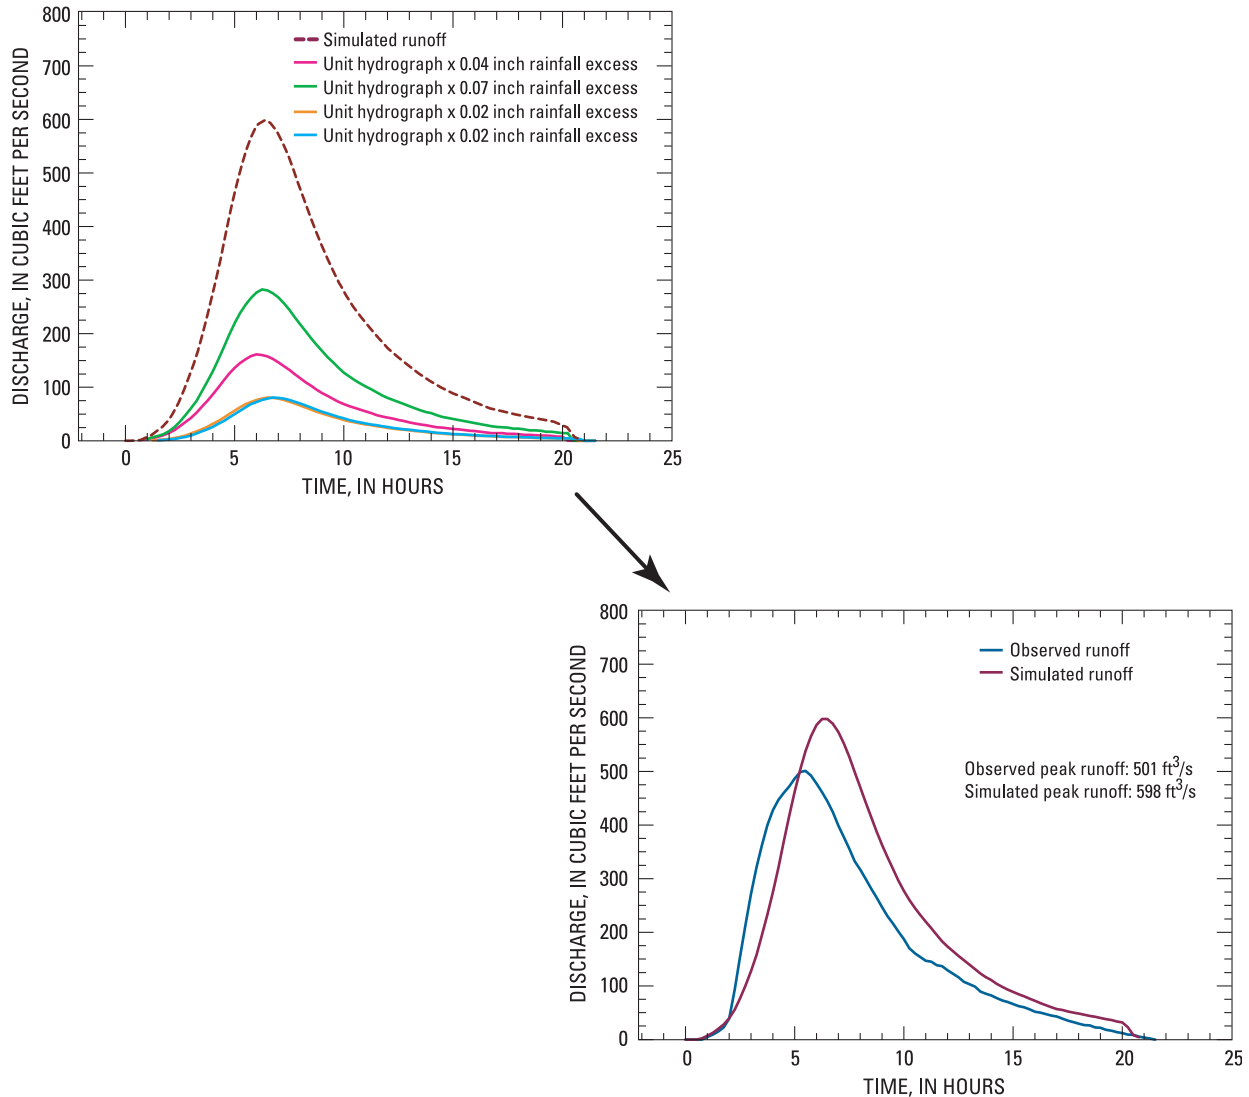 800
700
600
500
400
300
200
100
0
DISCHARGE, IN CUBIC FEET PER SECOND
Simulated runoff
Unit hydrograph x 0.04 inch rainfall excess
Unit hydrograph x 0.07 inch rainfall excess
Unit hydrograph x 0.02 inch rainfall excess
Unit hydrograph x 0.02 inch rainfall excess
0 5 10 15 20 25
TIME, IN HOURS
800
700
600
500
400
300
200
100
0
DISCHARGE, IN CUBIC FEET PER SECOND
Observed runoff
Simulated runoff
Observed peak runoff: 501 ft³/s
Simulated peak runoff: 598 ft³/s
0 5 10 15 20 25
TIME, IN HOURS